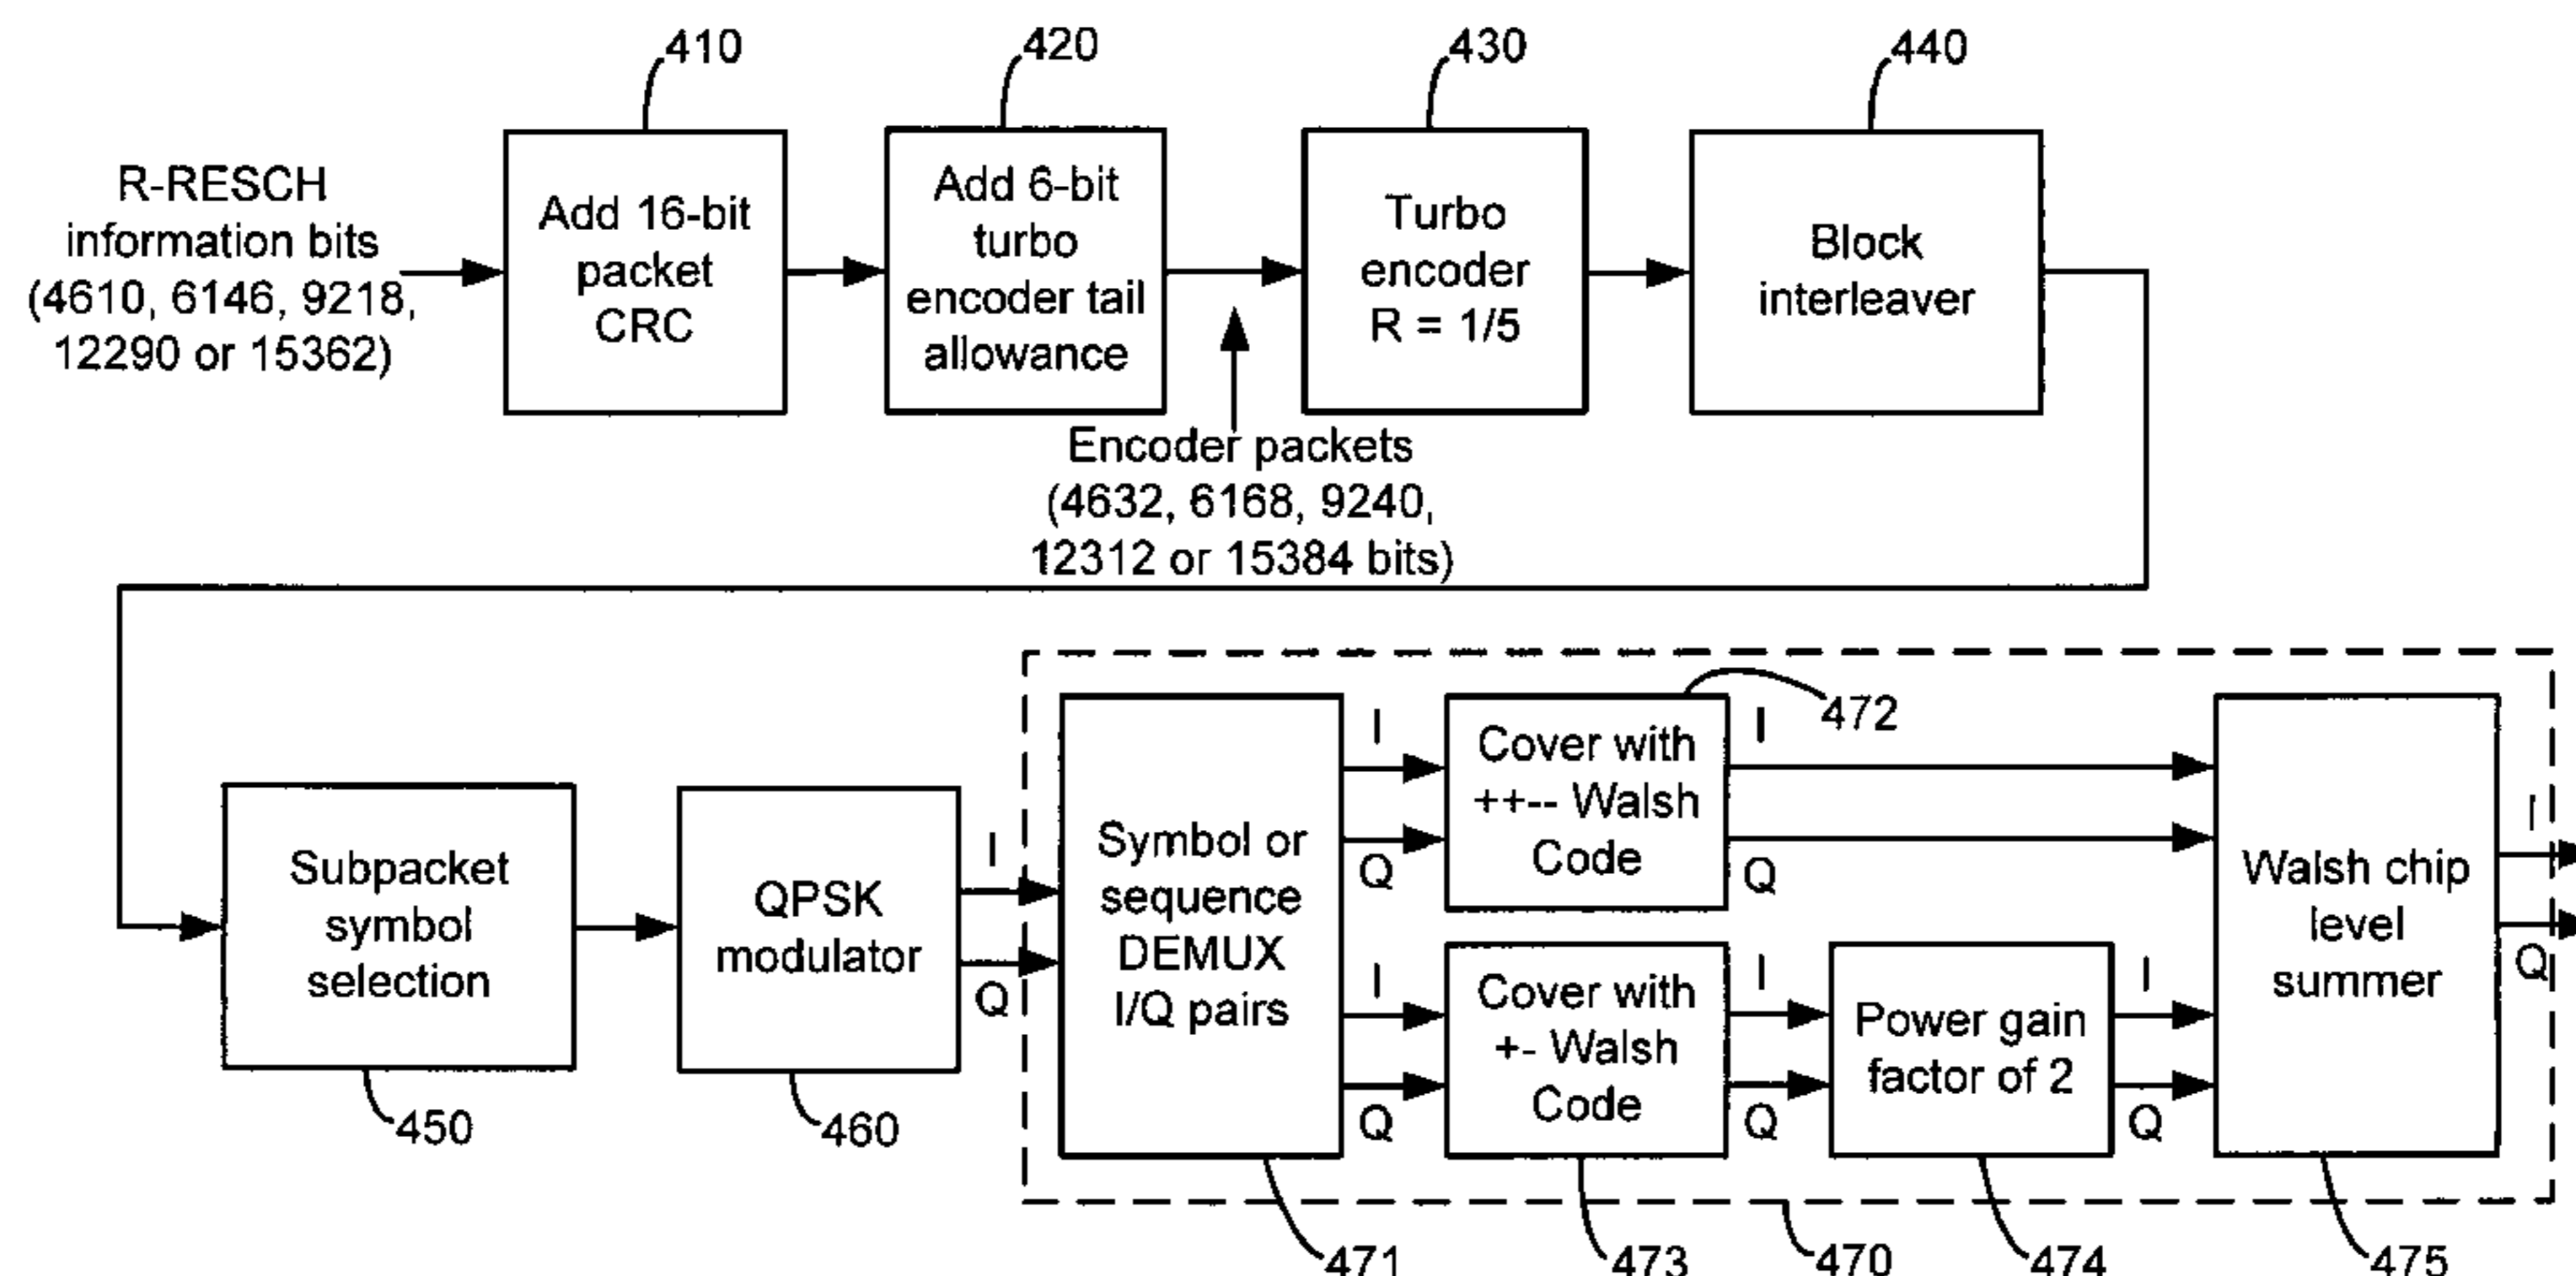 410
420
430
440
R-RESCH
information bits
(4610, 6146, 9218,
12290 or 15362)
Add 16-bit
packet
CRC
Add 6-bit
turbo
encoder tail
allowance
Turbo
encoder
R = 1/5
Block
interleaver
Encoder packets
(4632, 6168, 9240,
12312 or 15384 bits)
Subpacket
symbol
selection
450
QPSK
modulator
460
I
Q
Symbol or
sequence
DEMUX
I/Q pairs
471
I
Q
I
Q
Cover with
++-- Walsh
Code
472
I
Q
Cover with
+- Walsh
Code
473
I
Q
Power gain
factor of 2
474
I
Q
Walsh chip
level
summer
475
I
Q
470